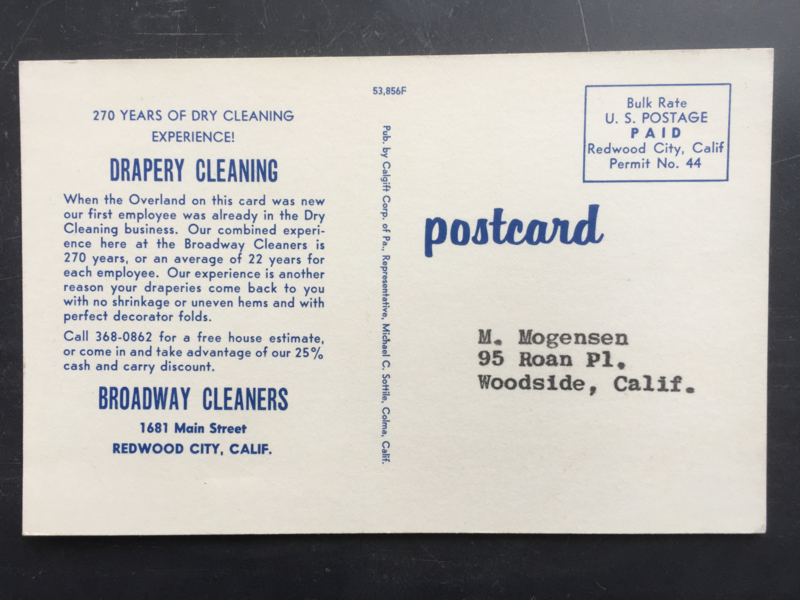 53,856F
270 YEARS OF DRY CLEANING
EXPERIENCE!
DRAPERY CLEANING
When the Overland on this card was new
our first employee was already in the Dry
Cleaning business. Our combined experi-
ence here at the Broadway Cleaners is
270 years, or an average of 22 years for
each employee. Our experience is another
reason your draperies come back to you
with no shrinkage or uneven hems and with
perfect decorator folds.
Call 368-0862 for a free house estimate,
or come in and take advantage of our 25%
cash and carry discount.
BROADWAY CLEANERS
1681 Main Street
REDWOOD CITY, CALIF.
Pub. by Calgift Corp. of Pa., Representative, Michael C. Sottile, Colma, Calif.
Bulk Rate
U. S. POSTAGE
PAID
Redwood City, Calif
Permit No. 44
postcard
M. Mogensen
95 Roan Pl.
Woodside, Calif.